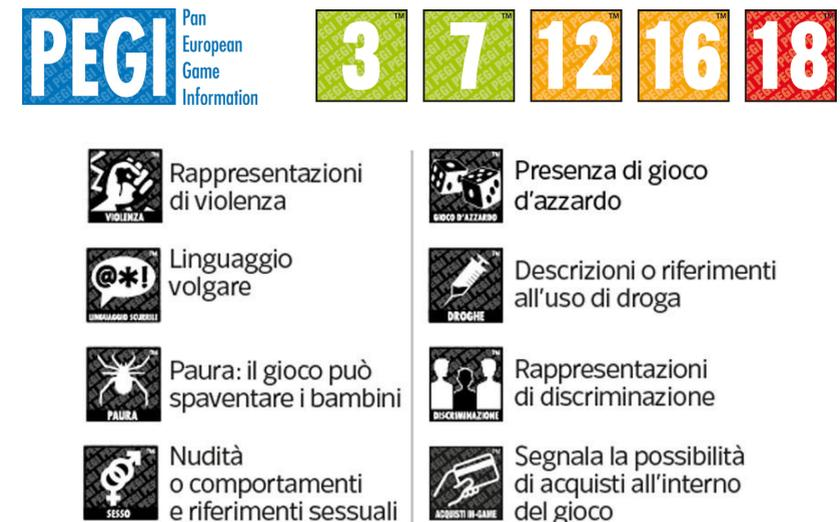 PEGI
Pan
European
Game
Information
3
7
12
16
18
VIOLENZA
Rappresentazioni
di violenza
@*!
LINGUAGGIO SCURRILE
Linguaggio
volgare
PAURA
Paura: il gioco può
spaventare i bambini
SESSO
Nudità
o comportamenti
e riferimenti sessuali
GIOCO D'AZZARDO
Presenza di gioco
d'azzardo
DROGHE
Descrizioni o riferimenti
all'uso di droga
DISCRIMINAZIONE
Rappresentazioni
di discriminazione
ACQUISTI IN-GAME
Segnala la possibilità
di acquisti all'interno
del gioco